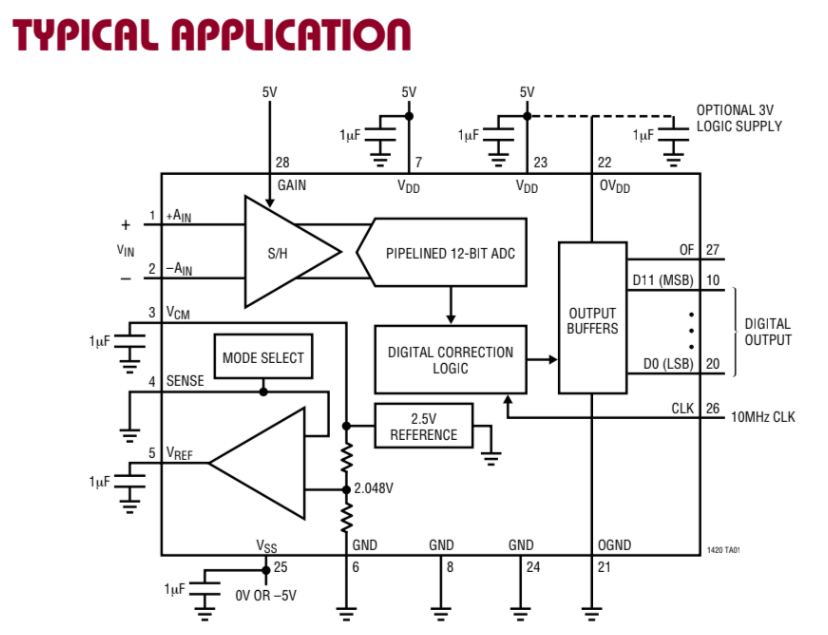 TYPICAL APPLICATION
5V
5V
5V
OPTIONAL 3V
LOGIC SUPPLY
1µF
1µF
1µF
28
7
23
22
GAIN
VDD
VDD
OVDD
1
+AIN
+
VIN
S/H
PIPELINED 12-BIT ADC
OF
27
2
–AIN
–
D11 (MSB)
10
3
VCM
OUTPUT
BUFFERS
DIGITAL
OUTPUT
1µF
MODE SELECT
DIGITAL CORRECTION
LOGIC
D0 (LSB)
20
4
SENSE
CLK
26
10MHz CLK
2.5V
REFERENCE
5
VREF
1µF
2.048V
VSS
GND
GND
GND
OGND
1420 TA01
25
6
8
24
21
1µF
0V OR –5V